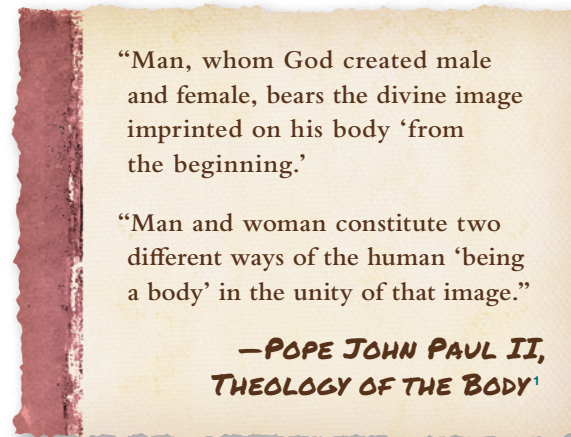 “Man, whom God created male
and female, bears the divine image
imprinted on his body ‘from
the beginning.’
“Man and woman constitute two
different ways of the human ‘being
a body’ in the unity of that image.”
—Pope John Paul II,
Theology of the Body¹